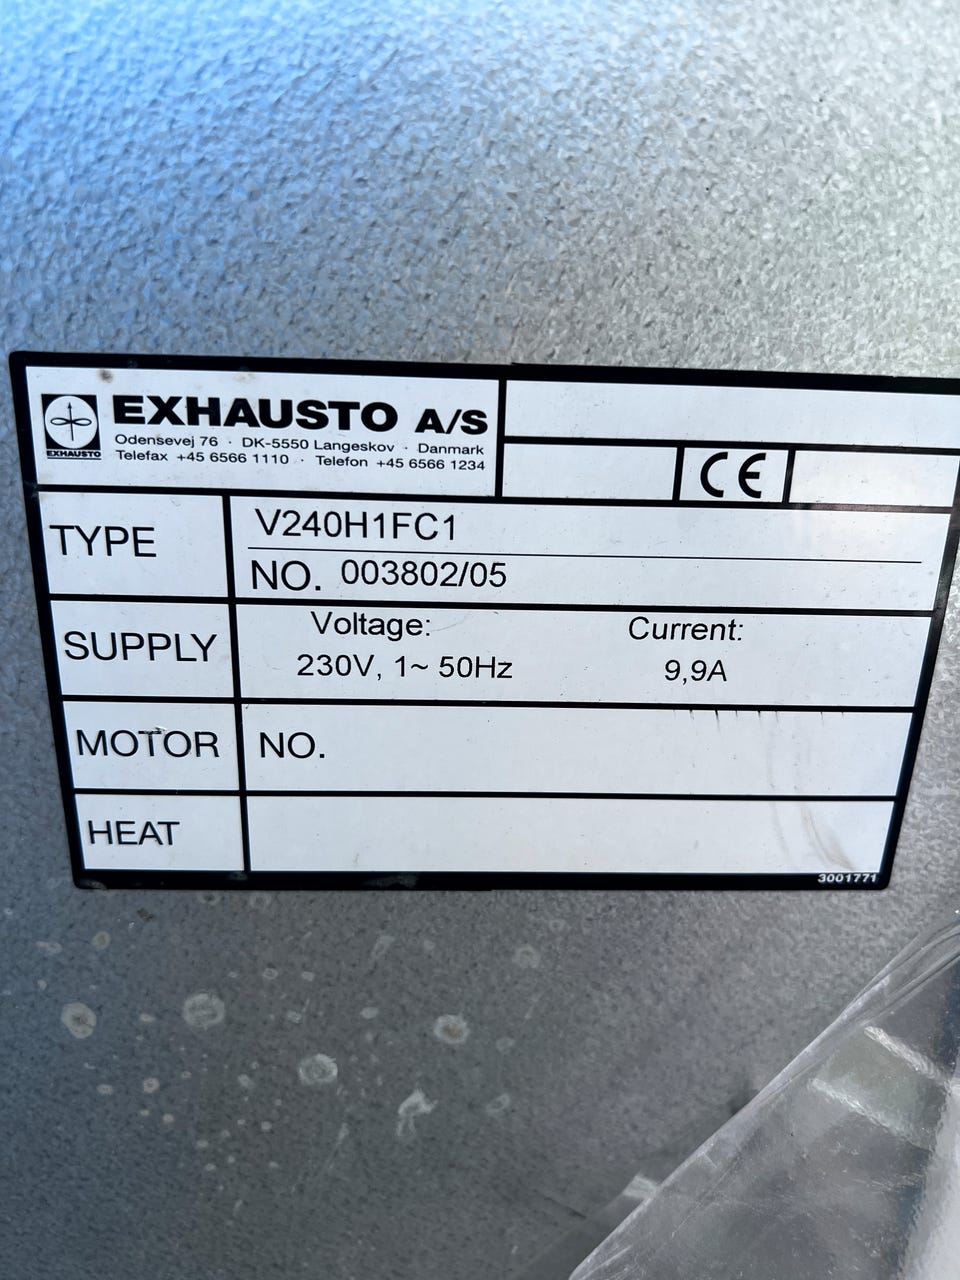 EXHAUSTO A/S
Odensevej 76 · DK-5550 Langeskov · Danmark
Telefax +45 6566 1110 · Telefon +45 6566 1234
EXHAUSTO
CE
TYPE
V240H1FC1
NO. 003802/05
SUPPLY
Voltage: Current:
230V, 1~ 50Hz 9,9A
MOTOR NO.
HEAT
3001771